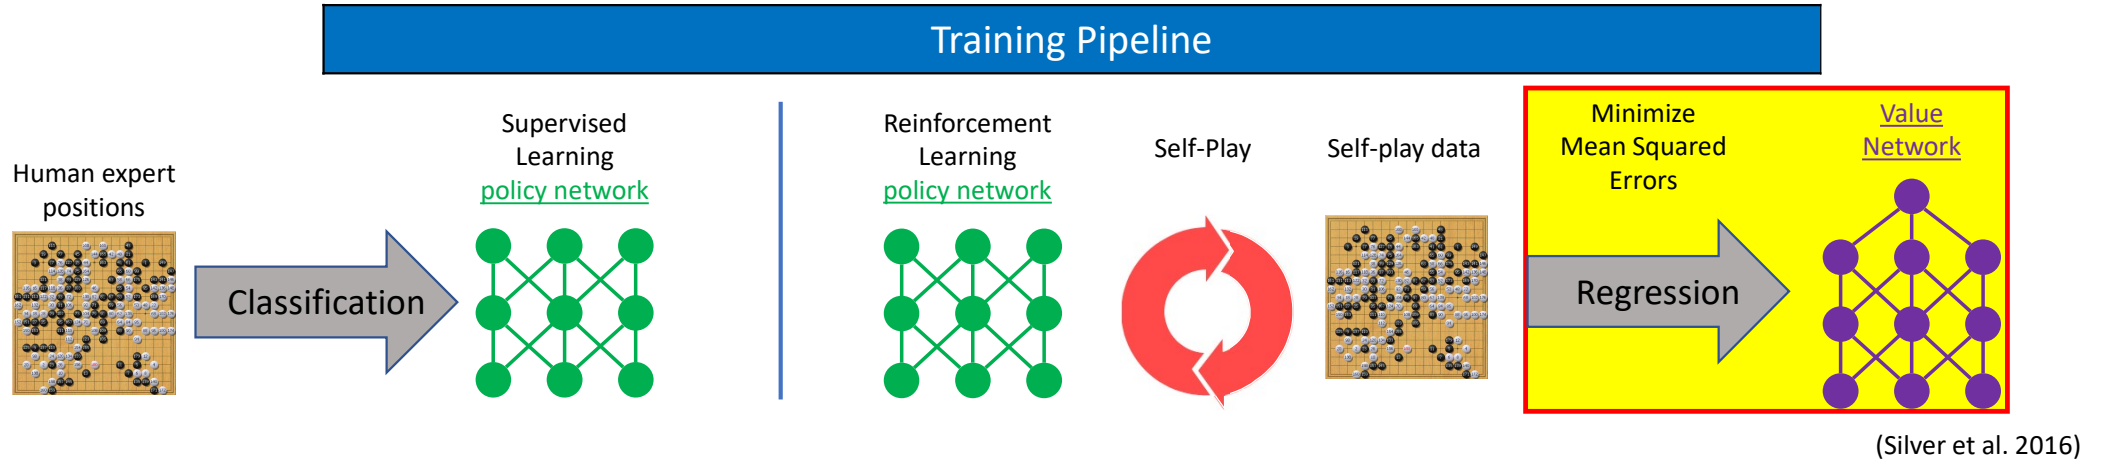 Training Pipeline
Human expert
positions
Classification
Supervised
Learning
policy network
Reinforcement
Learning
policy network
Self-Play
Self-play data
Minimize
Mean Squared
Errors
Regression
Value
Network
(Silver et al. 2016)